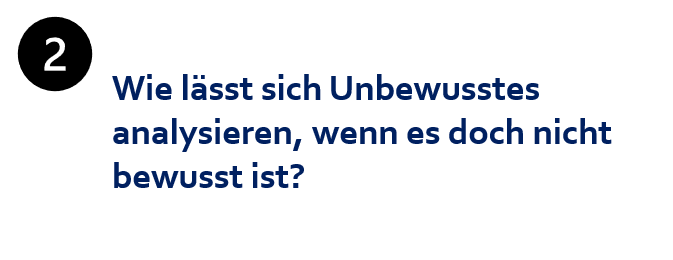 2
Wie lässt sich Unbewusstes
analysieren, wenn es doch nicht
bewusst ist?